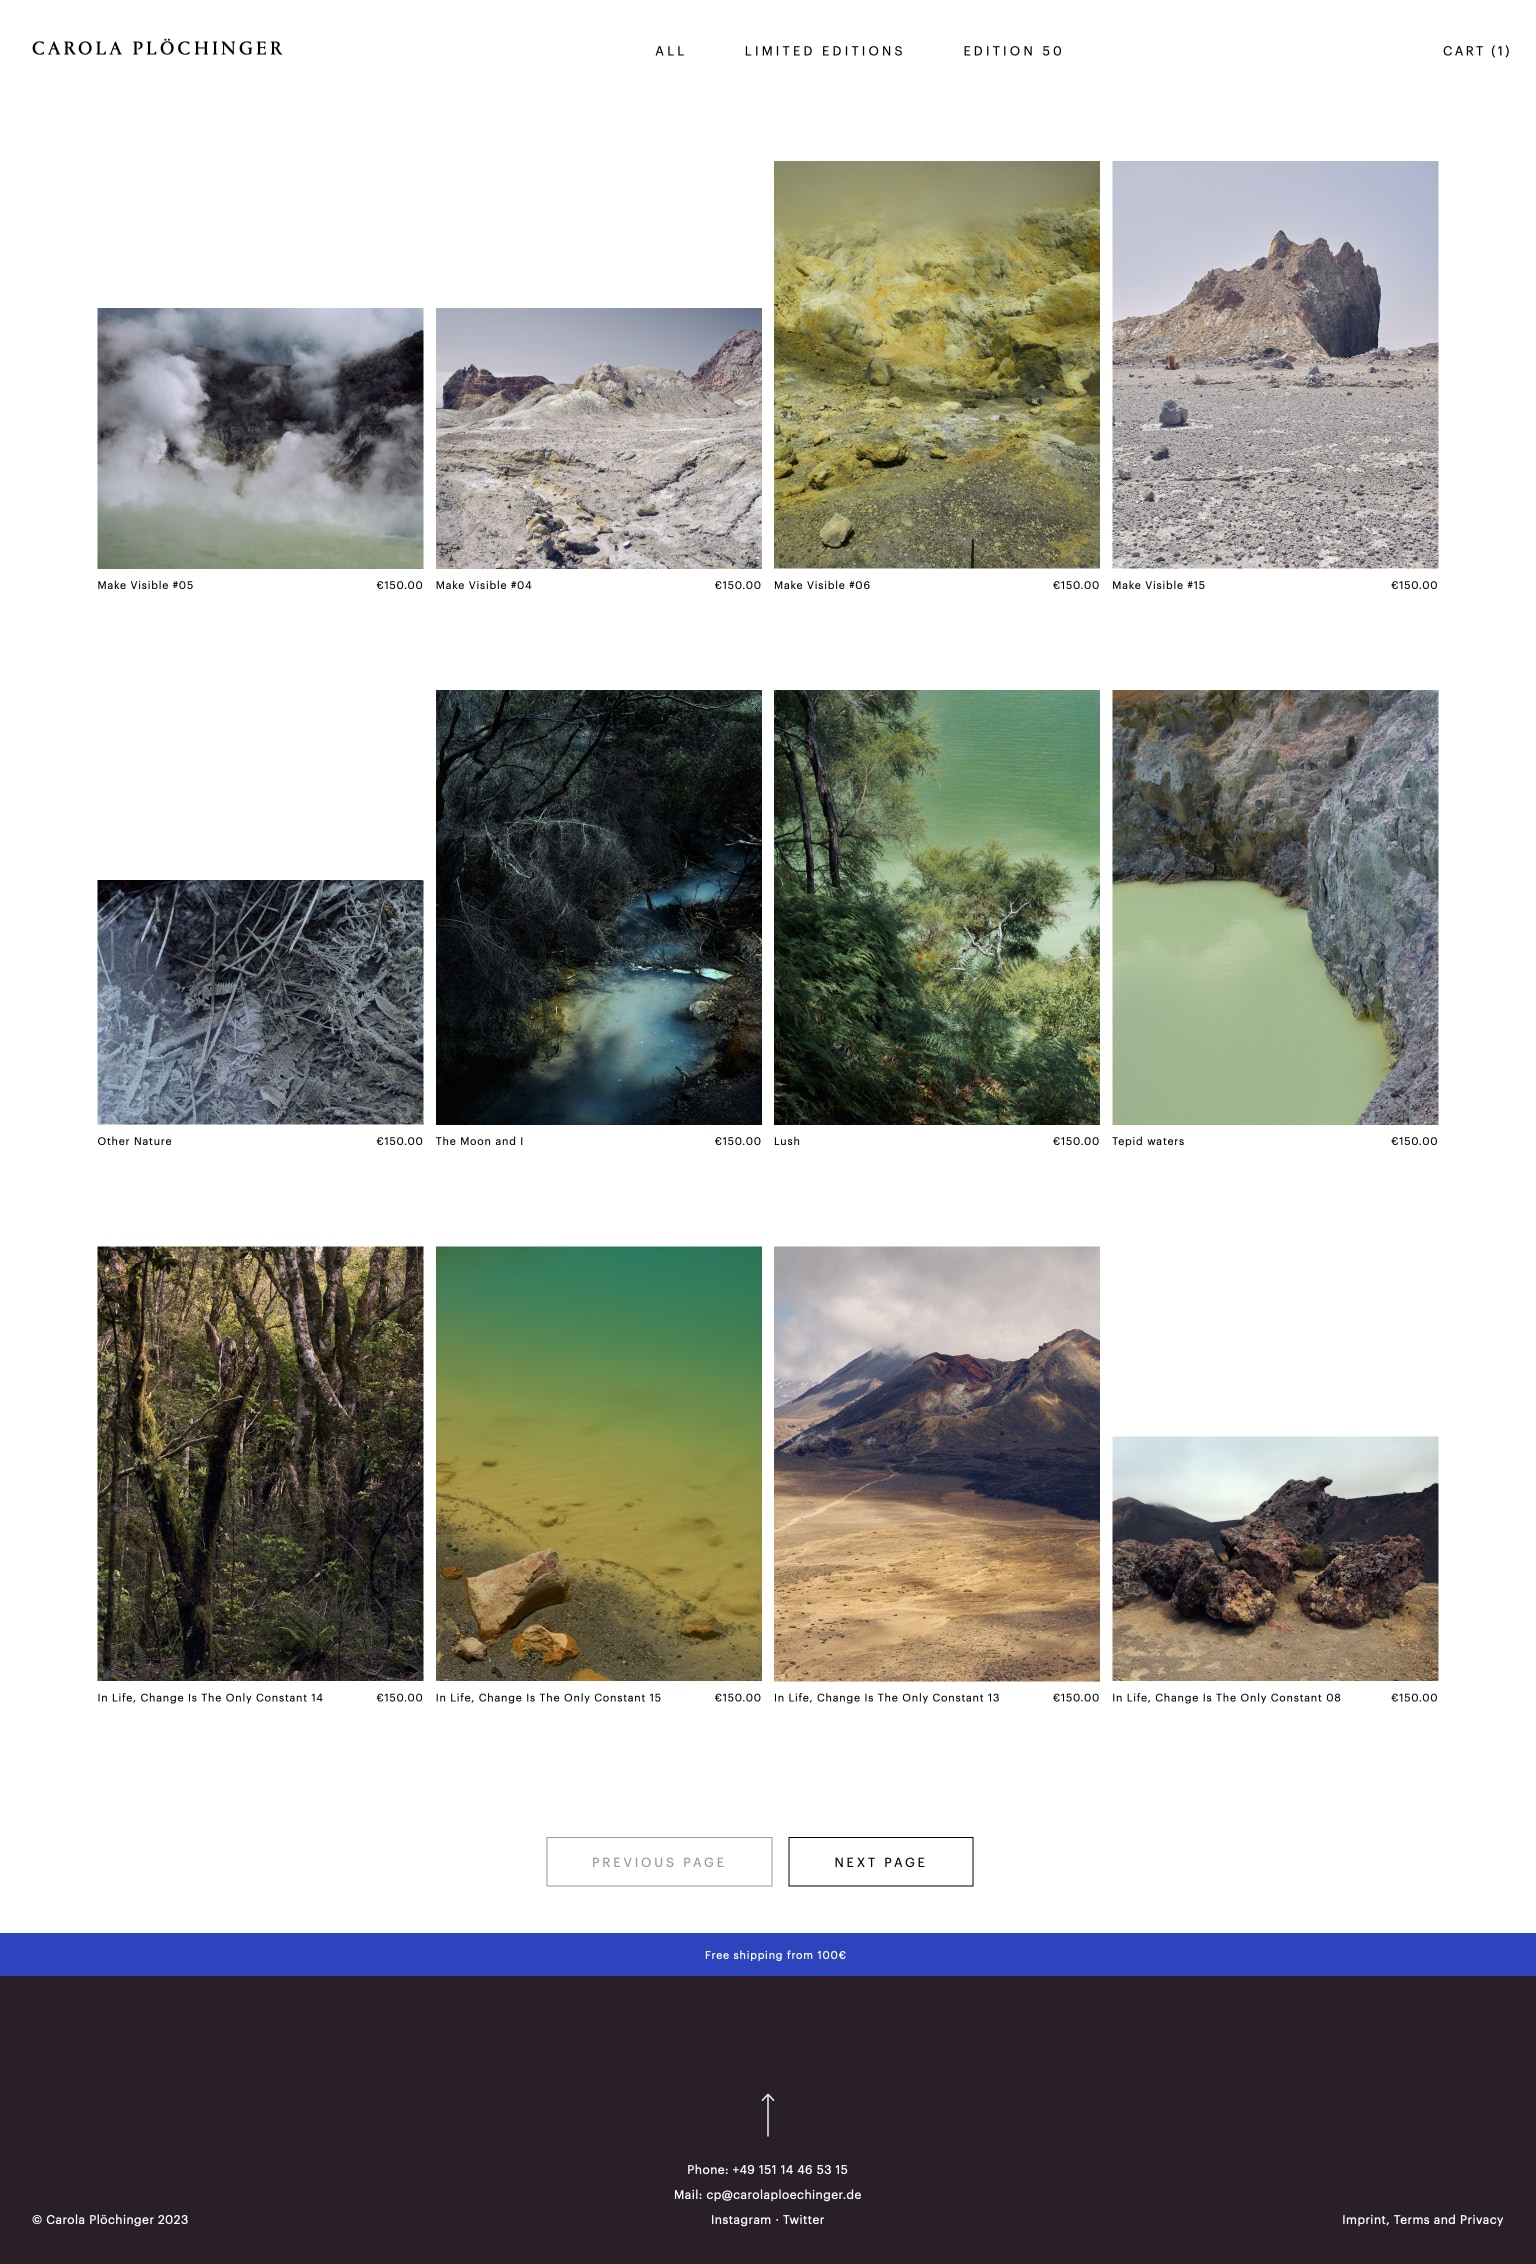 CAROLA PLÖCHINGER
ALL
LIMITED EDITIONS
EDITION 50
CART (1)
Make Visible #05 €150.00
Make Visible #04 €150.00
Make Visible #06 €150.00
Make Visible #15 €150.00
Other Nature €150.00
The Moon and I €150.00
Lush €150.00
Tepid waters €150.00
In Life, Change Is The Only Constant 14 €150.00
In Life, Change Is The Only Constant 15 €150.00
In Life, Change Is The Only Constant 13 €150.00
In Life, Change Is The Only Constant 08 €150.00
PREVIOUS PAGE
NEXT PAGE
Free shipping from 100€
Phone: +49 151 14 46 53 15
Mail: cp@carolaploechinger.de
© Carola Plöchinger 2023
Instagram · Twitter
Imprint, Terms and Privacy